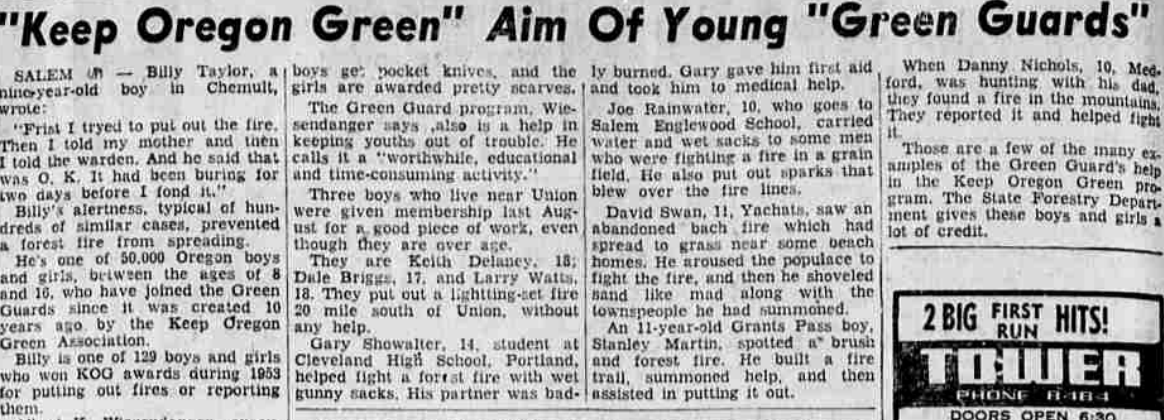 "Keep Oregon Green" Aim Of Young "Green Guards"
SALEM (AP) — Billy Taylor, a
nine-year-old boy in Chemult,
wrote:
"Frist I tryed to put out the fire.
Then I told my mother and then
I told the warden. And he said that
was O. K. It had been buring for
two days before I fond it."
Billy's alertness, typical of hun-
dreds of similar cases, prevented
a forest fire from spreading.
He's one of 50,000 Oregon boys
and girls, between the ages of 8
and 16, who have joined the Green
Guards since it was created 10
years ago by the Keep Oregon
Green Association.
Billy is one of 129 boys and girls
who won KOG awards during 1953
for putting out fires or reporting
them.
boys get pocket knives, and the
girls are awarded pretty scarves.
The Green Guard program, Wie-
sendanger says ,also is a help in
keeping youths out of trouble. He
calls it a "worthwhile, educational
and time-consuming activity."
Three boys who live near Union
were given membership last Aug-
ust for a good piece of work, even
though they are over age.
They are Keith Delaney, 18;
Dale Briggs, 17, and Larry Watts,
18. They put out a lightting-set fire
20 mile south of Union, without
any help.
Gary Showalter, 14, student at
Cleveland High School, Portland,
helped fight a forest fire with wet
gunny sacks. His partner was bad-
ly burned. Gary gave him first aid
and took him to medical help.
Joe Rainwater, 10, who goes to
Salem Englewood School, carried
water and wet sacks to some men
who were fighting a fire in a grain
field. He also put out sparks that
blew over the fire lines.
David Swan, 11, Yachats, saw an
abandoned bach fire which had
spread to grass near some beach
homes. He aroused the populace to
fight the fire, and then he shoveled
sand like mad along with the
townspeople he had summoned.
An 11-year-old Grants Pass boy,
Stanley Martin, spotted a brush
and forest fire. He built a fire
trail, summoned help, and then
assisted in putting it out.
When Danny Nichols, 10, Med-
ford, was hunting with his dad,
they found a fire in the mountains.
They reported it and helped fight
it.
Those are a few of the many ex-
amples of the Green Guard's help
in the Keep Oregon Green pro-
gram. The State Forestry Depart-
ment gives these boys and girls a
lot of credit.
2 BIG FIRST RUN HITS!
TOWER
PHONE 8-4B4
DOORS OPEN 6:30